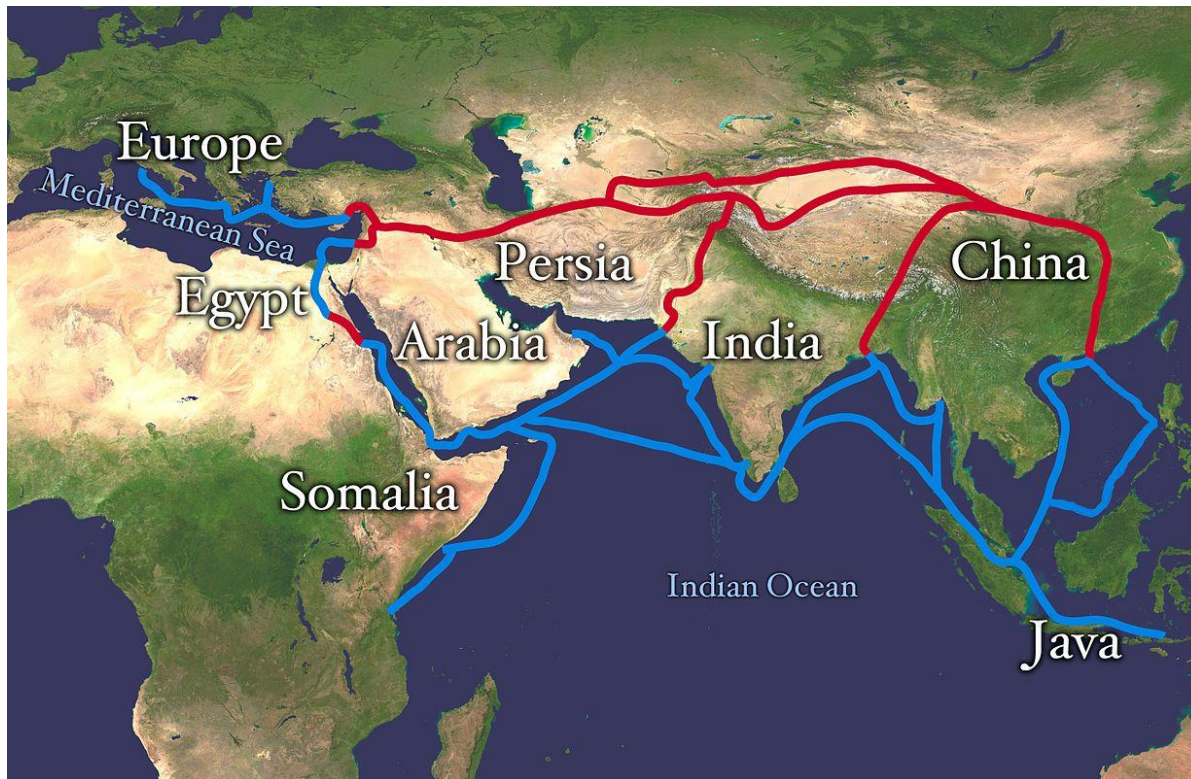 Europe
Mediterranean Sea
Egypt
Persia
China
Arabia
India
Somalia
Indian Ocean
Java